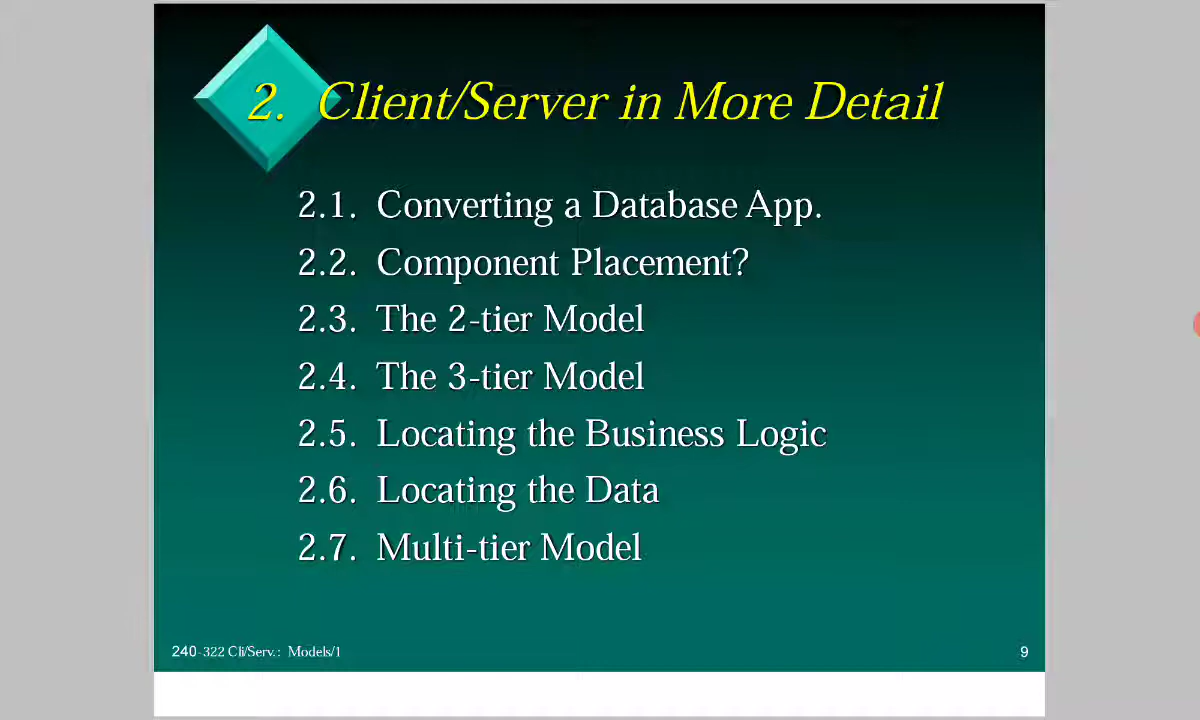 2. Client/Server in More Detail
2.1. Converting a Database App.
2.2. Component Placement?
2.3. The 2-tier Model
2.4. The 3-tier Model
2.5. Locating the Business Logic
2.6. Locating the Data
2.7. Multi-tier Model
240-322 Cli/Serv.: Models/1
9